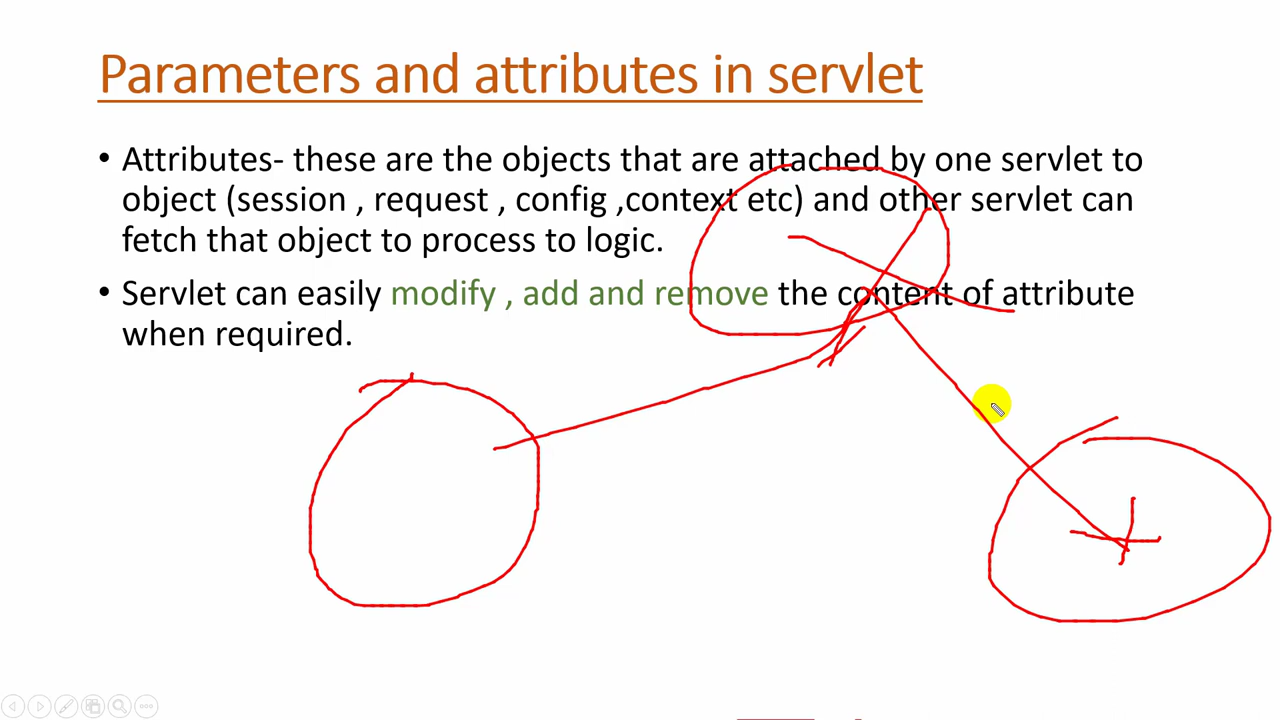 Parameters and attributes in servlet
• Attributes- these are the objects that are attached by one servlet to
object (session , request , config ,context etc) and other servlet can
fetch that object to process to logic.
• Servlet can easily modify , add and remove the content of attribute
when required.